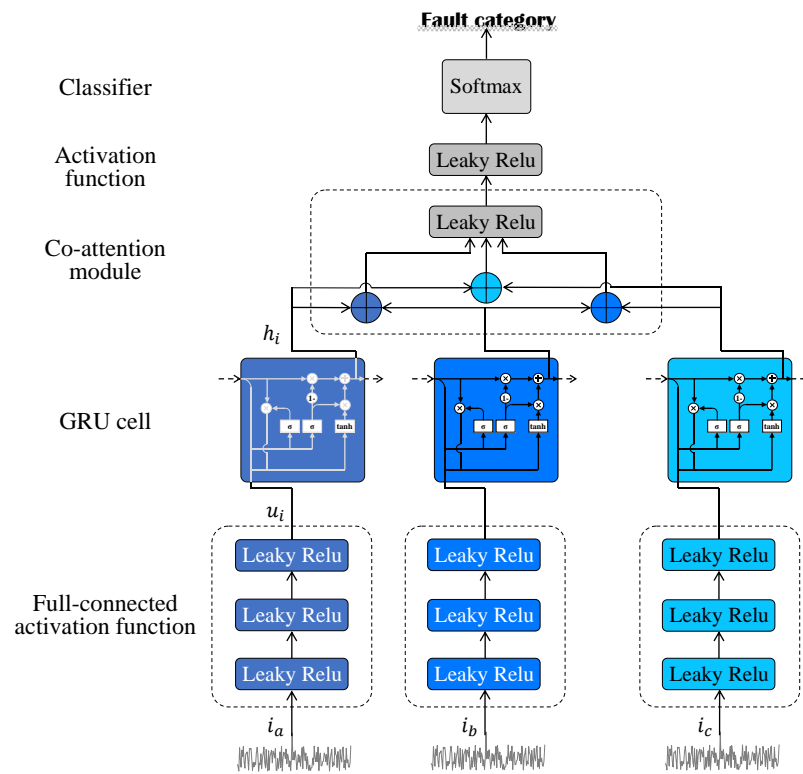 Fault category
Classifier
Softmax
Activation
function
Leaky Relu
Leaky Relu
Co-attention
module
h_i
GRU cell
× +
1-
× ×
σ σ tanh
× +
1-
× ×
σ σ tanh
× +
1-
× ×
σ σ tanh
u_i
Leaky Relu Leaky Relu Leaky Relu
Full-connected
activation function
Leaky Relu Leaky Relu Leaky Relu
Leaky Relu Leaky Relu Leaky Relu
i_a i_b i_c